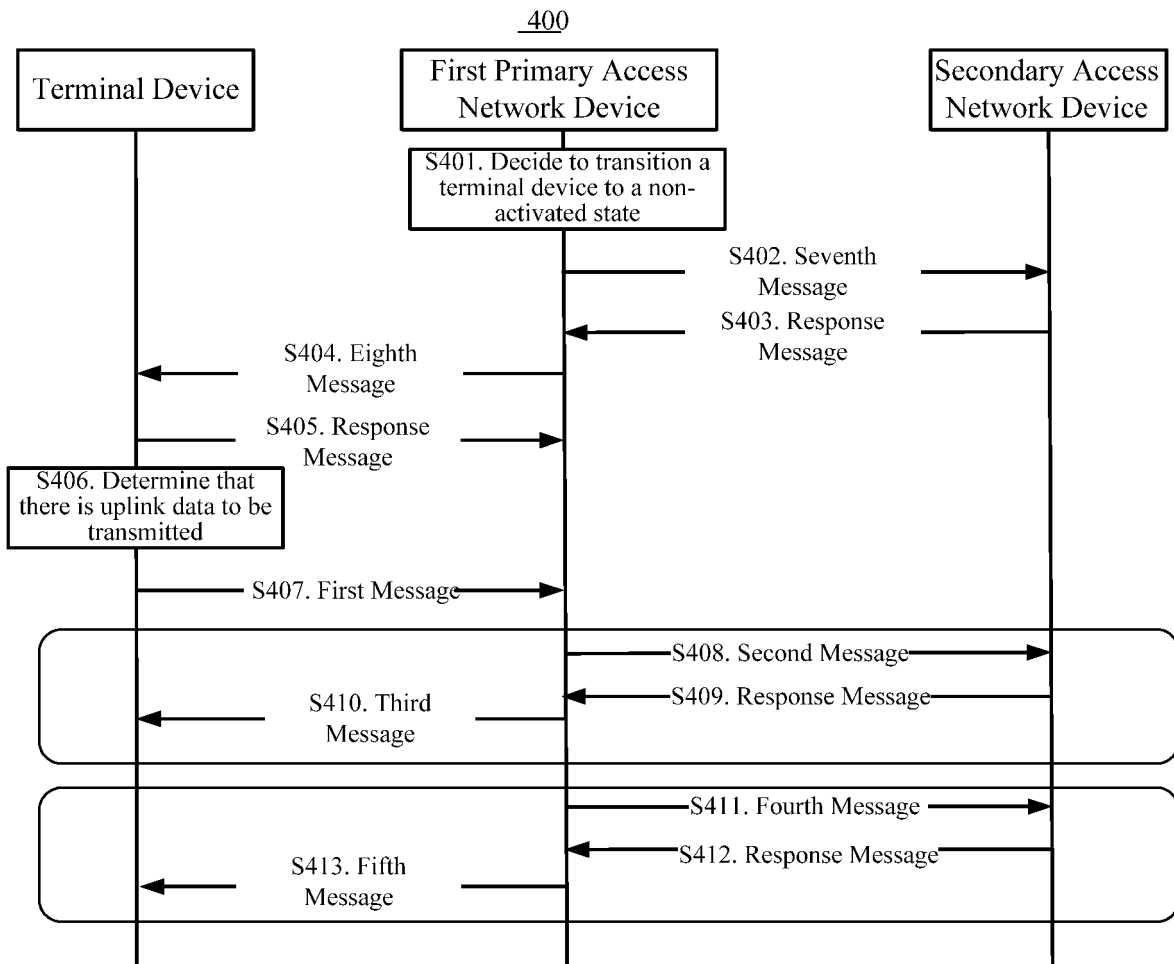 400
Terminal Device
First Primary Access
Network Device
Secondary Access
Network Device
S401. Decide to transition a
terminal device to a non-
activated state
S402. Seventh
Message
S403. Response
Message
S404. Eighth
Message
S405. Response
Message
S406. Determine that
there is uplink data to be
transmitted
S407. First Message
S408. Second Message
S409. Response Message
S410. Third
Message
S411. Fourth Message
S412. Response Message
S413. Fifth
Message